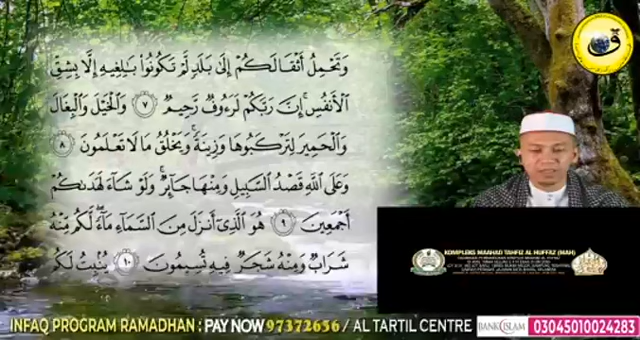 وَتَحْمِلُ أَثْقَالَكُمْ إِلَىٰ بَلَدٍ لَّمْ تَكُونُوا۟ بَٰلِغِيهِ إِلَّا بِشِقِّ
ٱلْأَنفُسِ ۚ إِنَّ رَبَّكُمْ لَرَءُوفٌ رَّحِيمٌ ٧ وَٱلْخَيْلَ وَٱلْبِغَالَ
وَٱلْحَمِيرَ لِتَرْكَبُوهَا وَزِينَةً ۚ وَيَخْلُقُ مَا لَا تَعْلَمُونَ ٨
وَعَلَى ٱللَّهِ قَصْدُ ٱلسَّبِيلِ وَمِنْهَا جَآئِرٌ ۚ وَلَوْ شَآءَ لَهَدَىٰكُمْ
أَجْمَعِينَ ٩ هُوَ ٱلَّذِىٓ أَنزَلَ مِنَ ٱلسَّمَآءِ مَآءً ۖ لَّكُم مِّنْهُ
شَرَابٌ وَمِنْهُ شَجَرٌ فِيهِ تُسِيمُونَ ١٠ يُنۢبِتُ لَكُم
KOMPLEKS MAAHAD TAHFIZ AL HUFFAZ (MAH)
INFAQ PROGRAM RAMADHAN : PAY NOW 97372656 / AL TARTIL CENTRE BANK ISLAM 03045010024283